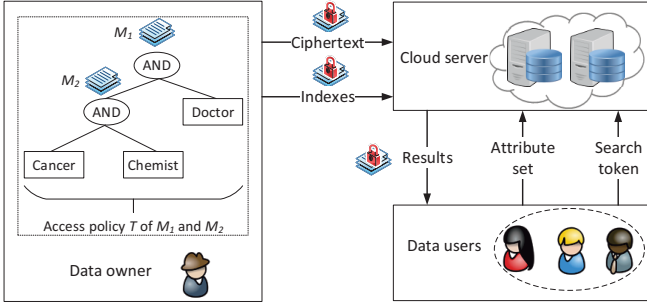 M1
AND
M2
AND
Doctor
Cancer
Chemist
Access policy T of M1 and M2
Data owner
Ciphertext
Indexes
Cloud server
Results
Attribute
set
Search
token
Data users